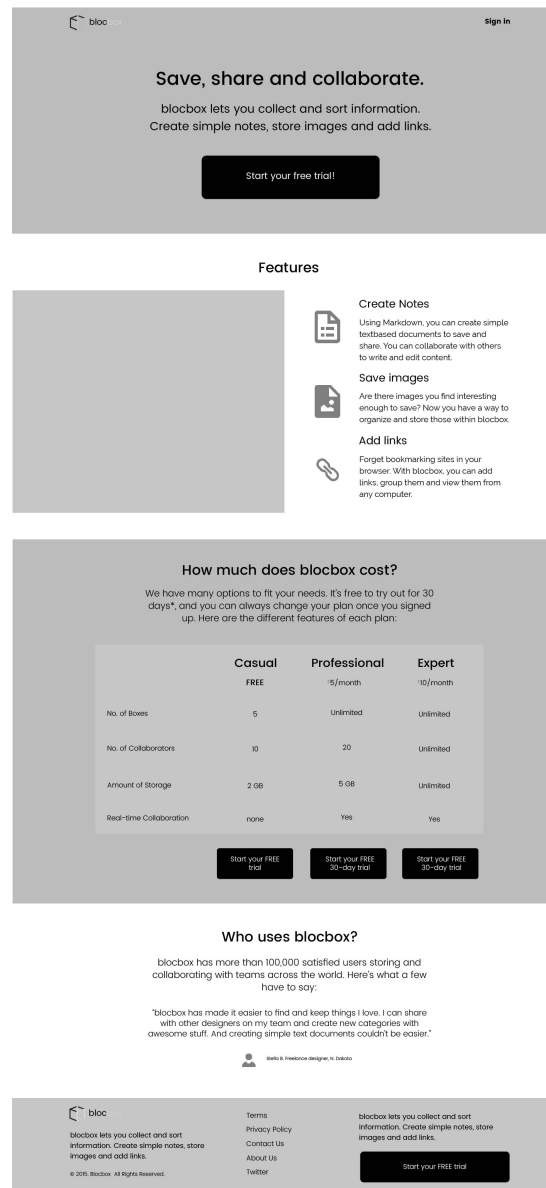 blocbox
Sign in
Save, share and collaborate.
blocbox lets you collect and sort information.
Create simple notes, store images and add links.
Start your free trial!
Features
Create Notes
Using Markdown, you can create simple
textbased documents to save and
share. You can collaborate with others
to write and edit content.
Save images
Are there images you find interesting
enough to save? Now you have a way to
organize and store those within blocbox.
Add links
Forget bookmarking sites in your
browser. With blocbox, you can add
links, group them and view them from
any computer.
How much does blocbox cost?
We have many options to fit your needs. It's free to try out for 30
days*, and you can always change your plan once you signed
up. Here are the different features of each plan:
Casual Professional Expert
FREE $5/month $10/month
No. of Boxes 5 Unlimited Unlimited
No. of Collaborators 10 20 Unlimited
Amount of Storage 2 GB 5 GB Unlimited
Real-time Collaboration none Yes Yes
Start your FREE
trial
Start your FREE
30-day trial
Start your FREE
30-day trial
Who uses blocbox?
blocbox has more than 100,000 satisfied users storing and
collaborating with teams across the world. Here's what a few
have to say:
"blocbox has made it easier to find and keep things I love. I can share
with other designers on my team and create new categories with
awesome stuff. And creating simple text documents couldn't be easier."
Stella B. Freelance designer, N. Dakota
blocbox
blocbox lets you collect and sort
information. Create simple notes, store
images and add links.
© 2015. Blocbox All Rights Reserved.
Terms
Privacy Policy
Contact Us
About Us
Twitter
blocbox lets you collect and sort
information. Create simple notes, store
images and add links.
Start your FREE trial